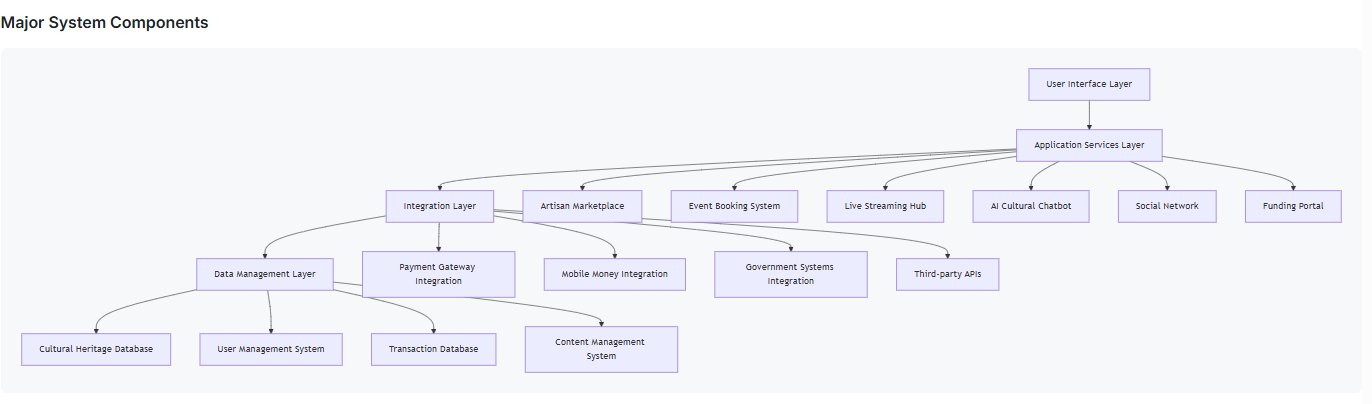 Major System Components
User Interface Layer
Application Services Layer
Integration Layer
Artisan Marketplace
Event Booking System
Live Streaming Hub
AI Cultural Chatbot
Social Network
Funding Portal
Data Management Layer
Payment Gateway
Integration
Mobile Money Integration
Government Systems
Integration
Third-party APIs
Cultural Heritage Database
User Management System
Transaction Database
Content Management
System